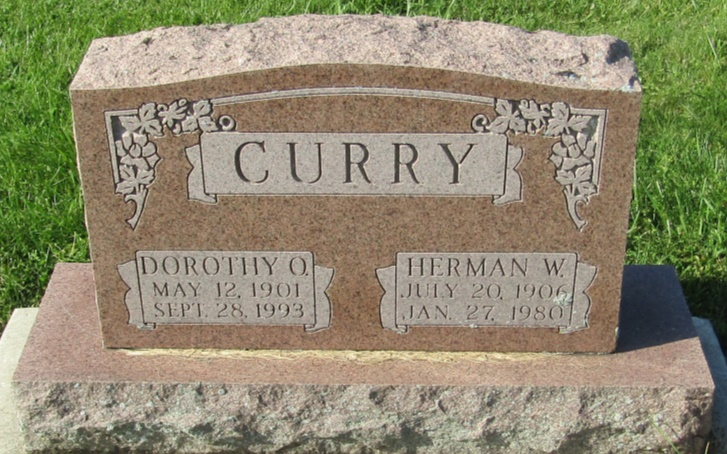 CURRY
DOROTHY O.
MAY 12, 1901
SEPT. 28, 1993
HERMAN W.
JULY 20, 1906
JAN. 27, 1980